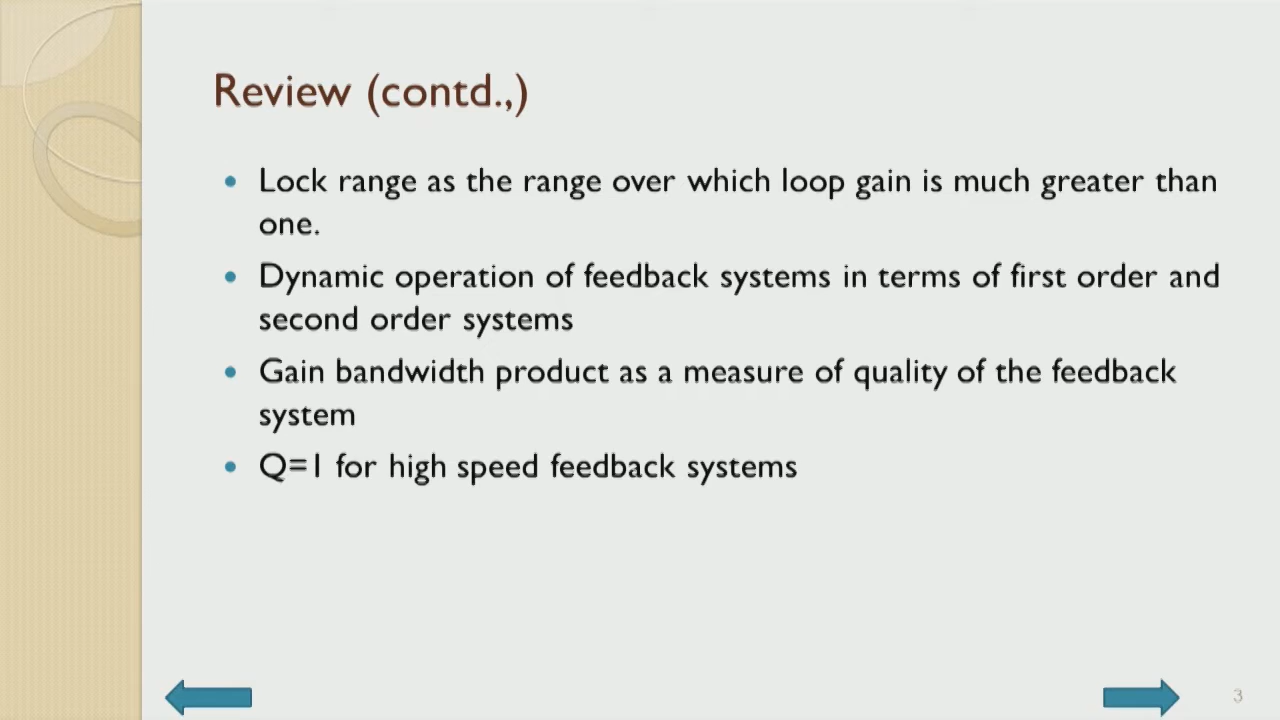 Review (contd.,)
• Lock range as the range over which loop gain is much greater than
one.
• Dynamic operation of feedback systems in terms of first order and
second order systems
• Gain bandwidth product as a measure of quality of the feedback
system
• Q=1 for high speed feedback systems
3